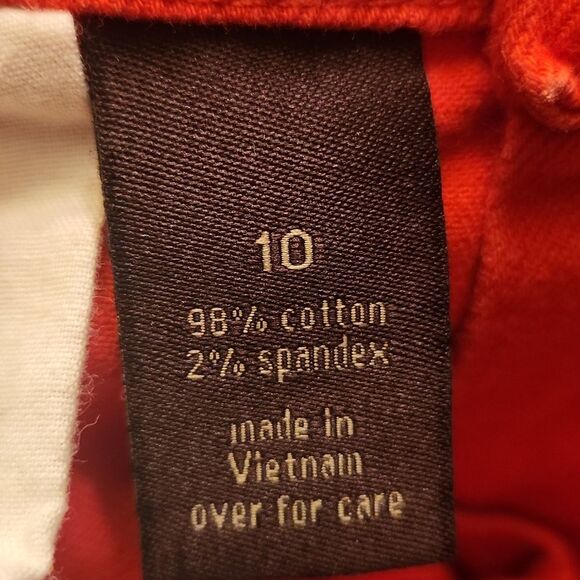 10
98% cotton
2% spandex
made in
Vietnam
over for care